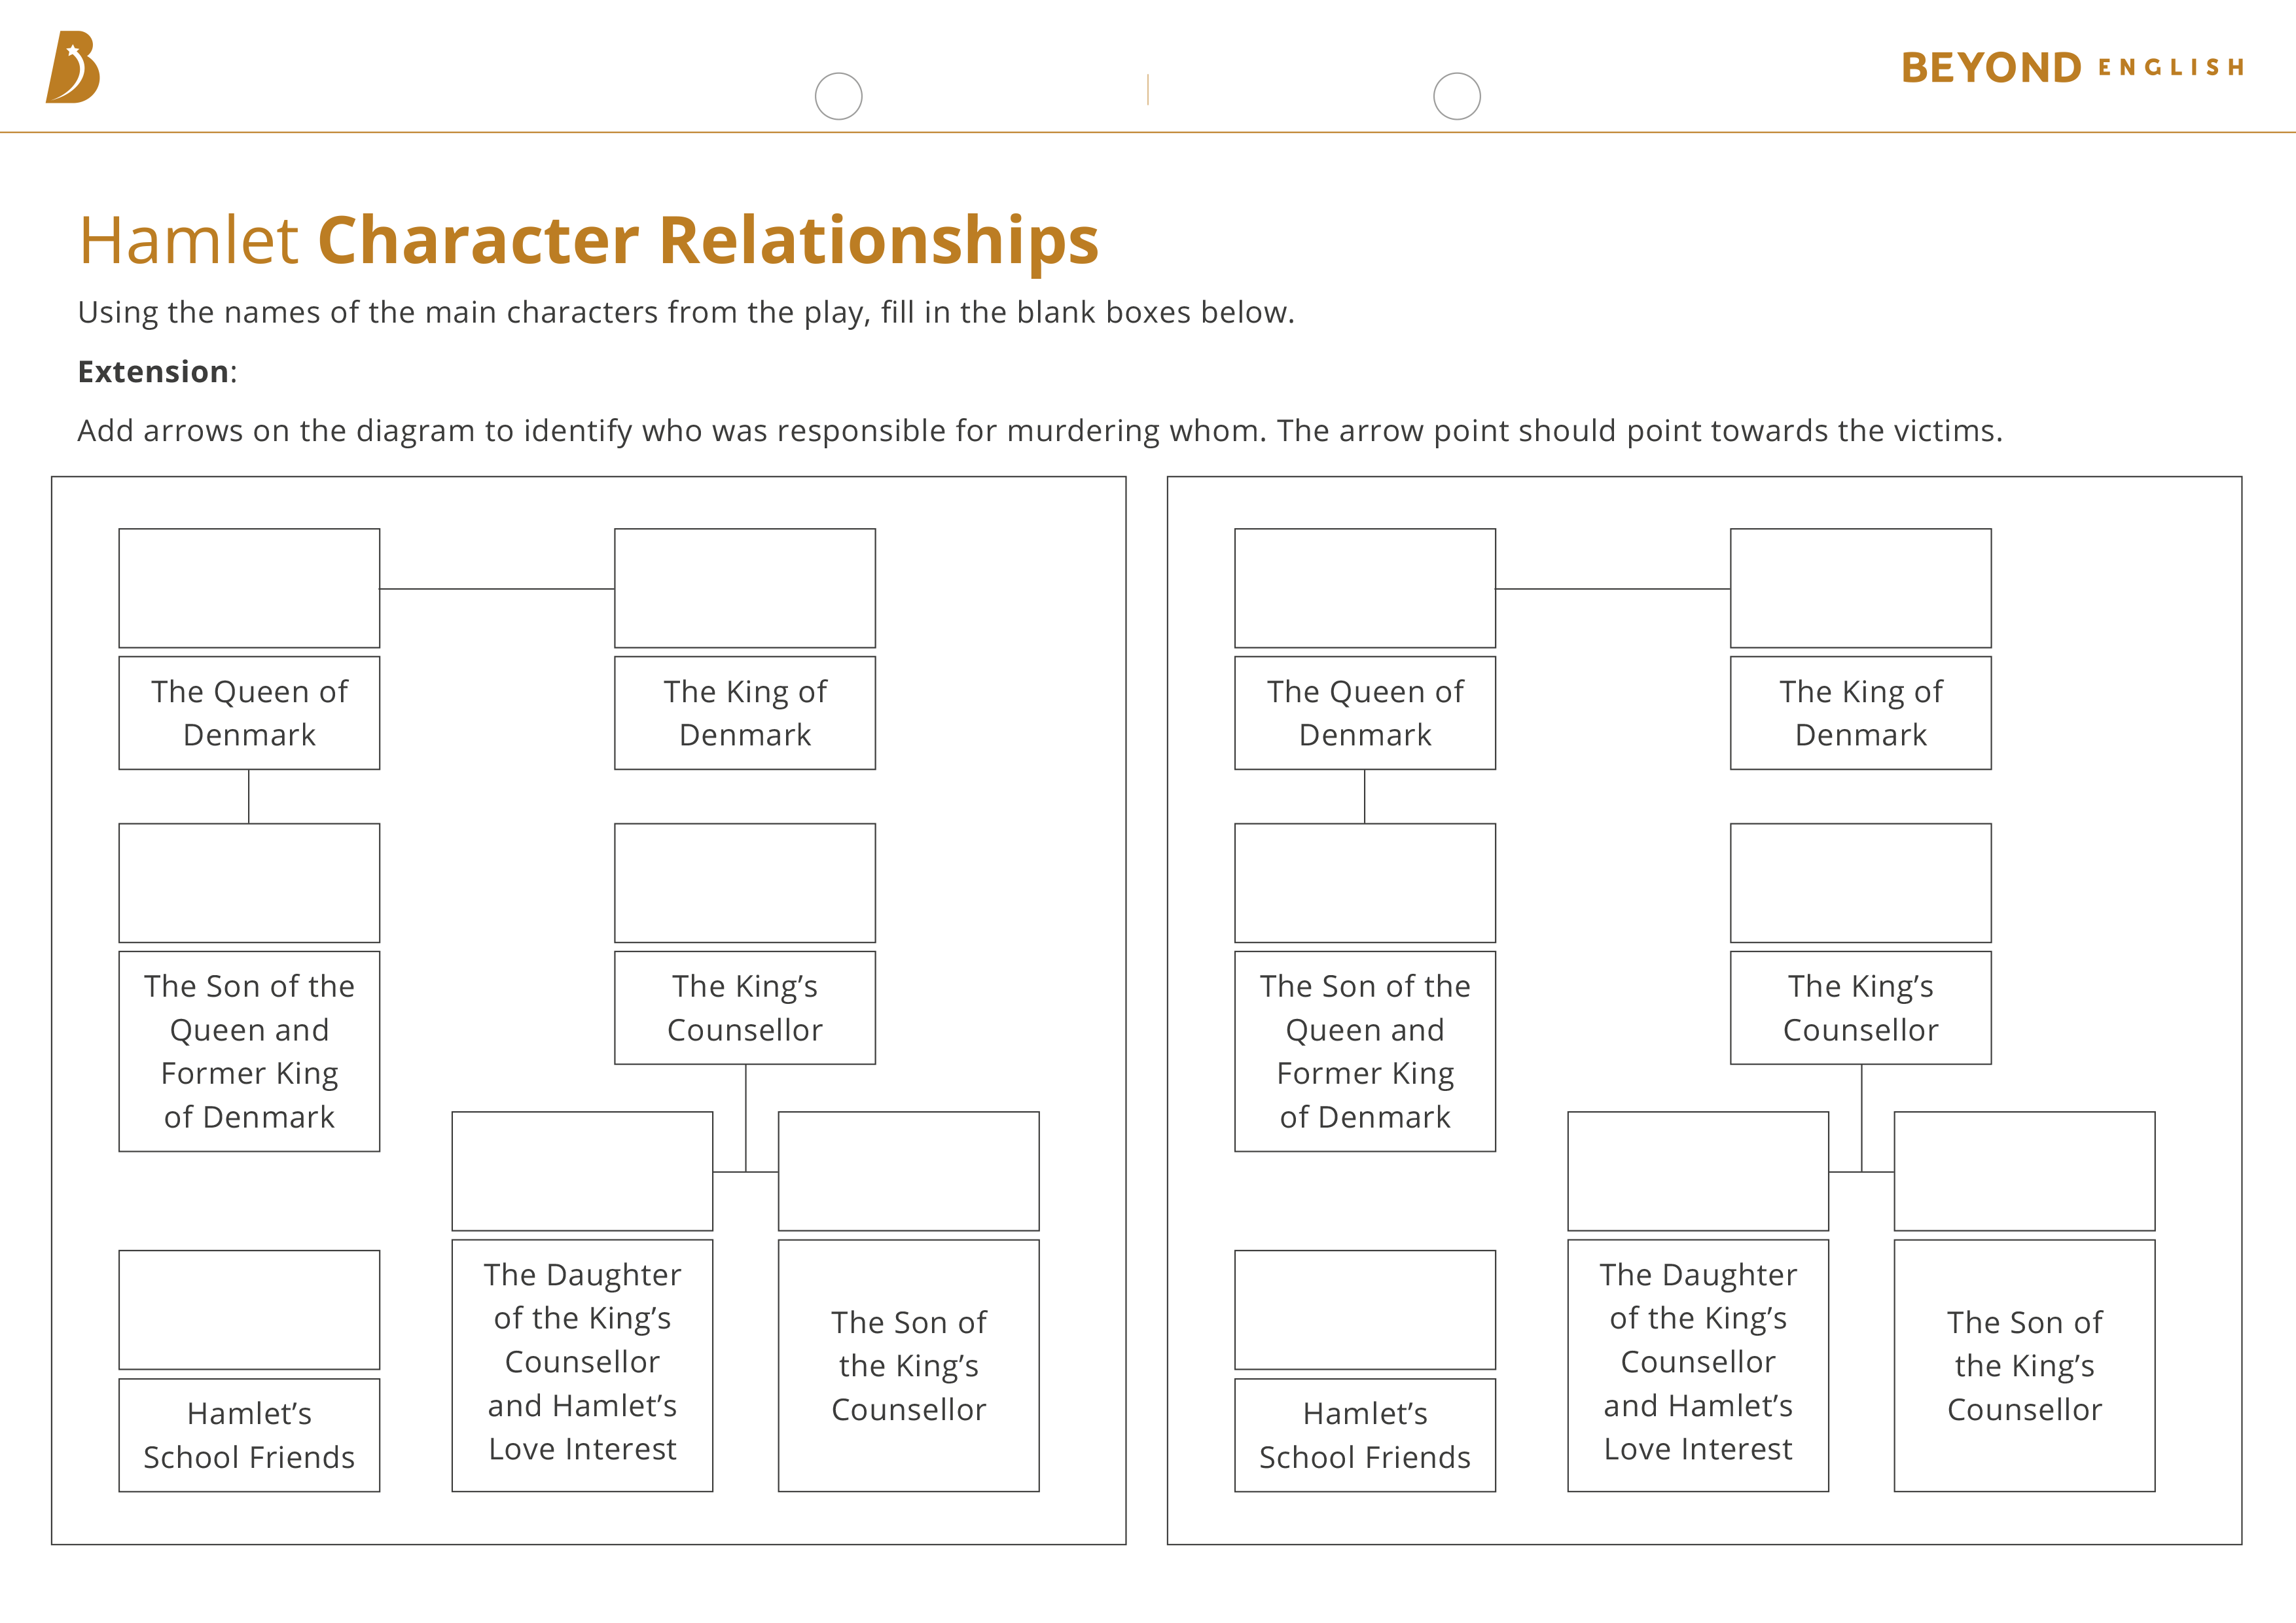 BEYOND ENGLISH
Hamlet Character Relationships
Using the names of the main characters from the play, fill in the blank boxes below.
Extension:
Add arrows on the diagram to identify who was responsible for murdering whom. The arrow point should point towards the victims.
The Queen of
Denmark
The King of
Denmark
The Son of the
Queen and
Former King
of Denmark
The King’s
Counsellor
Hamlet’s
School Friends
The Daughter
of the King’s
Counsellor
and Hamlet’s
Love Interest
The Son of
the King’s
Counsellor
The Queen of
Denmark
The King of
Denmark
The Son of the
Queen and
Former King
of Denmark
The King’s
Counsellor
Hamlet’s
School Friends
The Daughter
of the King’s
Counsellor
and Hamlet’s
Love Interest
The Son of
the King’s
Counsellor